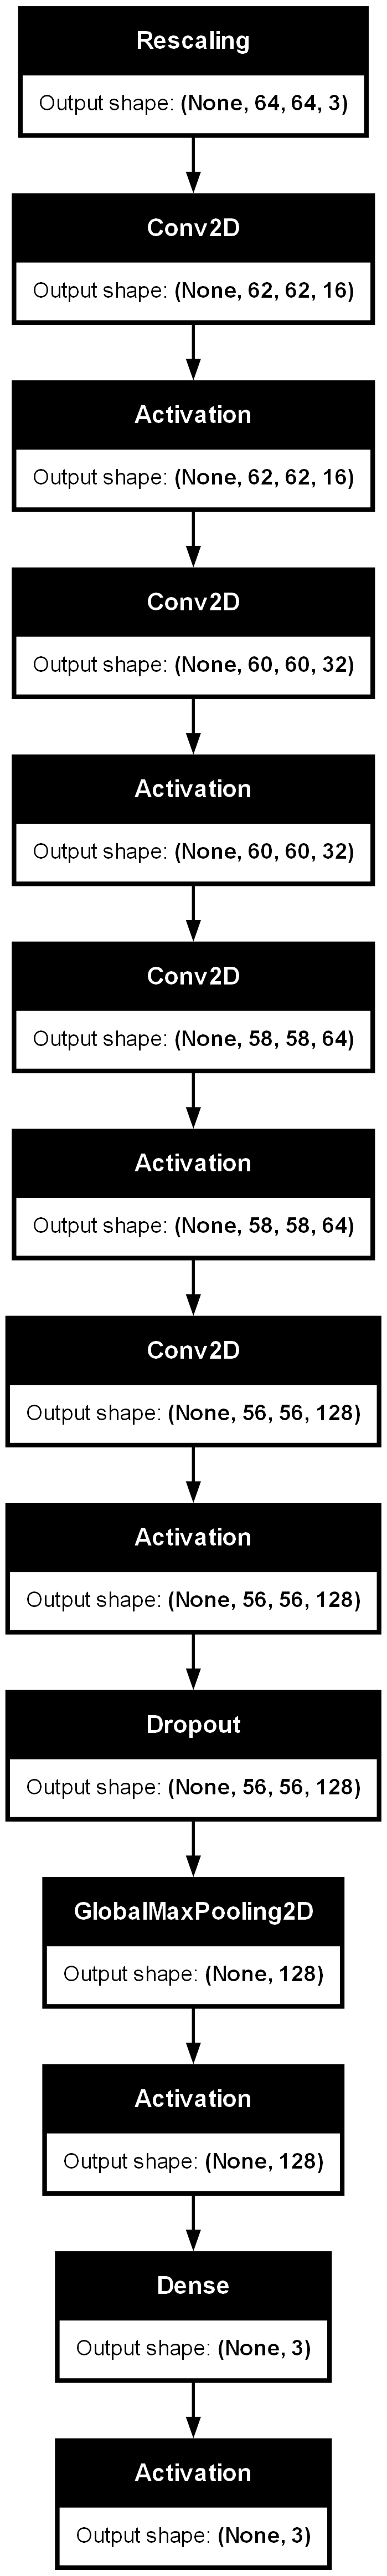 Rescaling
Output shape: (None, 64, 64, 3)
Conv2D
Output shape: (None, 62, 62, 16)
Activation
Output shape: (None, 62, 62, 16)
Conv2D
Output shape: (None, 60, 60, 32)
Activation
Output shape: (None, 60, 60, 32)
Conv2D
Output shape: (None, 58, 58, 64)
Activation
Output shape: (None, 58, 58, 64)
Conv2D
Output shape: (None, 56, 56, 128)
Activation
Output shape: (None, 56, 56, 128)
Dropout
Output shape: (None, 56, 56, 128)
GlobalMaxPooling2D
Output shape: (None, 128)
Activation
Output shape: (None, 128)
Dense
Output shape: (None, 3)
Activation
Output shape: (None, 3)